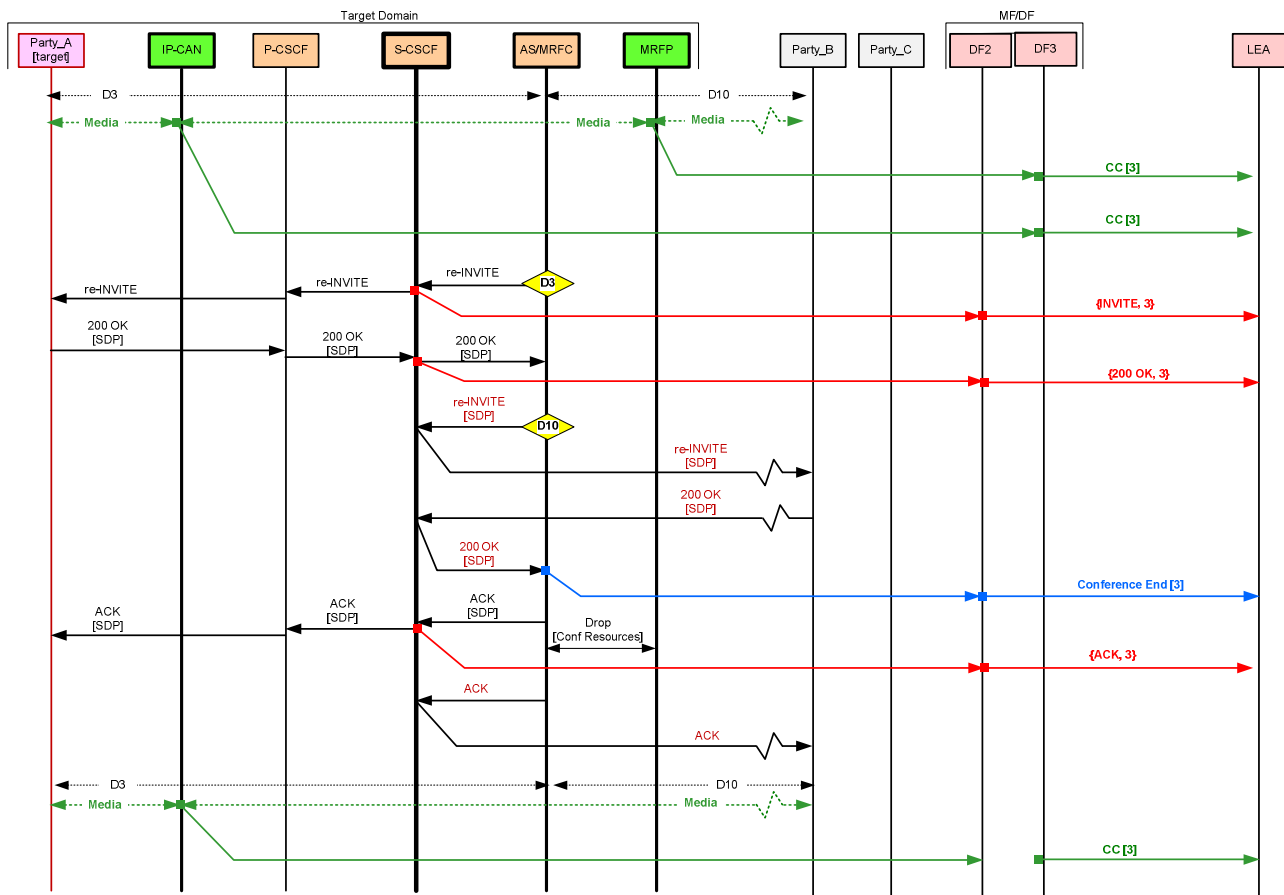 Target Domain
MF/DF
Party_A
[target]
IP-CAN
P-CSCF
S-CSCF
AS/MRFC
MRFP
Party_B
Party_C
DF2
DF3
LEA
D3
D10
Media
Media
Media
CC [3]
CC [3]
re-INVITE
re-INVITE
re-INVITE
D3
{INVITE, 3}
200 OK
[SDP]
200 OK
[SDP]
200 OK
[SDP]
{200 OK, 3}
re-INVITE
[SDP]
D10
re-INVITE
[SDP]
200 OK
[SDP]
200 OK
[SDP]
Conference End [3]
ACK
[SDP]
ACK
[SDP]
ACK
[SDP]
Drop
[Conf Resources]
{ACK, 3}
ACK
ACK
D3
D10
Media
Media
CC [3]